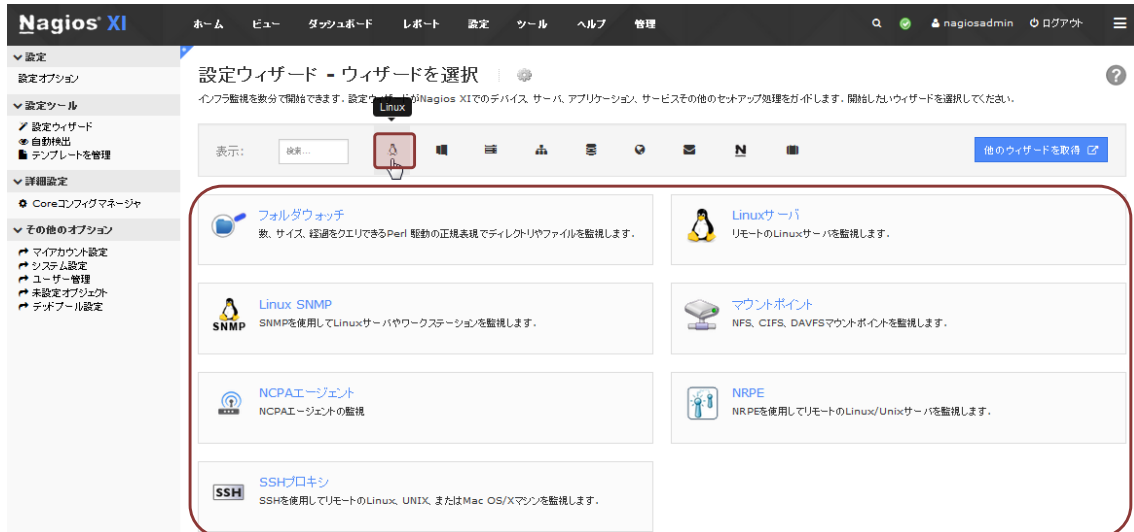 Nagios® XI
ホーム ビュー ダッシュボード レポート 設定 ツール ヘルプ 管理
nagiosadmin ログアウト
設定
設定オプション
設定ツール
設定ウィザード
自動検出
テンプレートを管理
詳細設定
Coreコンフィグマネージャ
その他のオプション
マイアカウント設定
システム設定
ユーザー管理
未設定オブジェクト
デッドプール設定
設定ウィザード - ウィザードを選択
インフラ監視を数分で開始できます. 設定ウィザードがNagios XIでのデバイス、サーバ、アプリケーション、サービスその他のセットアップ処理をガイドします. 開始したいウィザードを選択してください.
Linux
表示:
検索...
N
他のウィザードを取得
フォルダウォッチ
数、サイズ、経過をクエリできるPerl 駆動の正規表現でディレクトリやファイルを監視します.
Linuxサーバ
リモートのLinuxサーバを監視します.
SNMP
Linux SNMP
SNMPを使用してLinuxサーバやワークステーションを監視します.
マウントポイント
NFS、CIFS、DAVFSマウントポイントを監視します.
NCPAエージェント
NCPAエージェントの監視
NRPE
NRPEを使用してリモートのLinux/Unixサーバを監視します.
SSH
SSHプロキシ
SSHを使用してリモートのLinux、UNIX、またはMac OS/Xマシンを監視します.